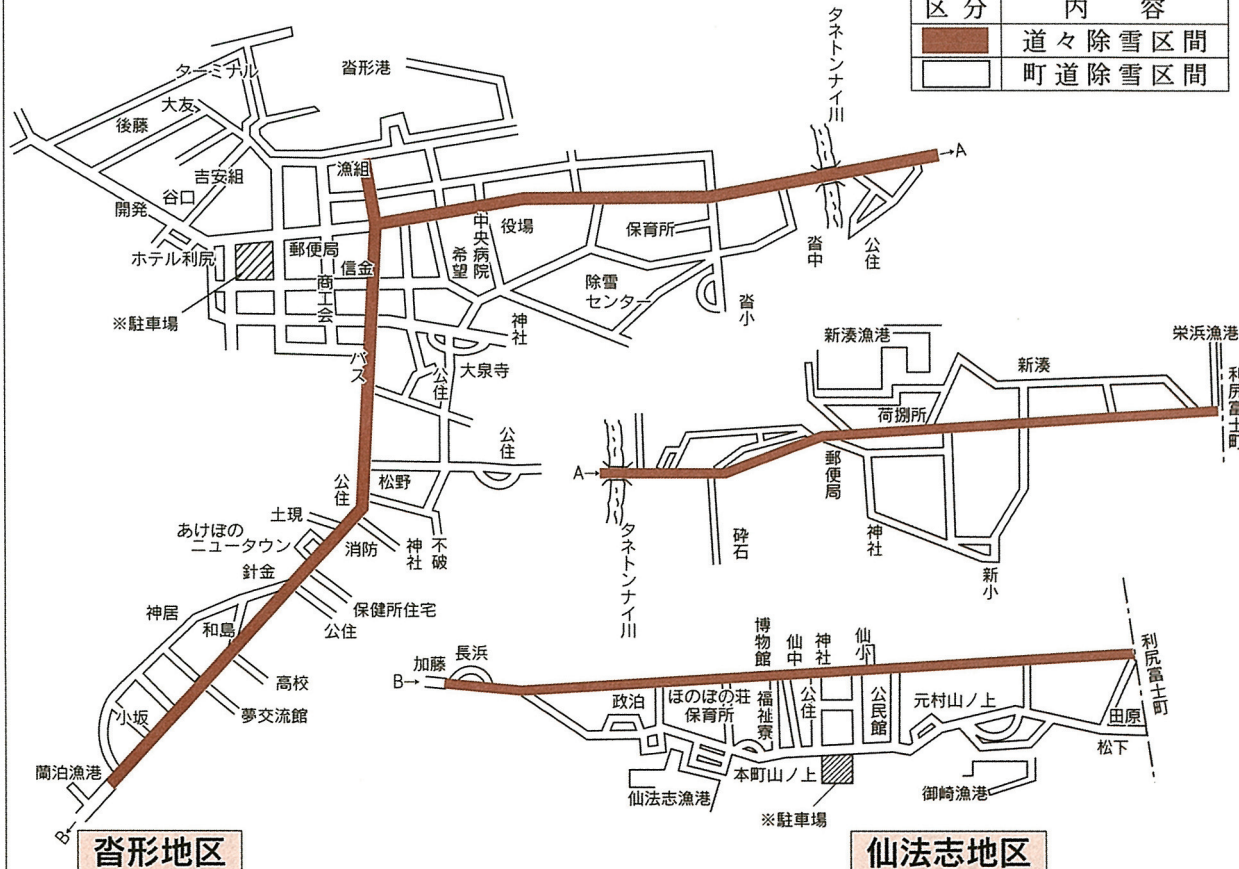 区分 内容
道々除雪区間
町道除雪区間
ターミナル
沓形港
タネトンナイ川
大友
後藤
漁組
→A
吉安組
谷口
開発
役場
中央病院
希望
保育所
沓中
公住
ホテル利尻
郵便局
信金
商工会
除雪
センター
沓小
※駐車場
神社
バス
大泉寺
公住
公住
公住
松野
土現
あけぼの
ニュータウン
消防
神社
不破
針金
保健所住宅
公住
神居
和島
高校
夢交流館
小坂
蘭泊漁港
B←
沓形地区
新湊漁港
新湊
栄浜漁港
利尻富士町
荷捌所
A→
タネトンナイ川
郵便局
砕石
神社
新小
加藤
長浜
B→
博物館
仙中
神社
仙小
利尻富士町
政泊
ほのぼの荘
保育所
福祉寮
公住
公民館
元村山ノ上
田原
松下
本町山ノ上
仙法志漁港
※駐車場
御崎漁港
仙法志地区